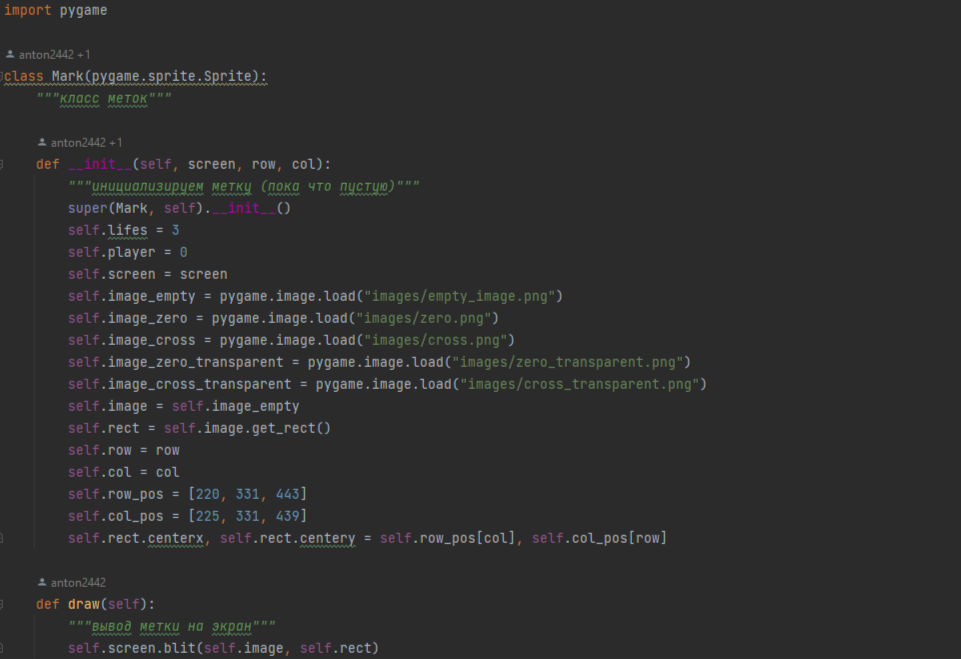 import pygame
anton2442 +1
class Mark(pygame.sprite.Sprite):
    """класс меток"""
anton2442 +1
    def __init__(self, screen, row, col):
        """инициализируем метку (пока что пустую)"""
        super(Mark, self).__init__()
        self.lifes = 3
        self.player = 0
        self.screen = screen
        self.image_empty = pygame.image.load("images/empty_image.png")
        self.image_zero = pygame.image.load("images/zero.png")
        self.image_cross = pygame.image.load("images/cross.png")
        self.image_zero_transparent = pygame.image.load("images/zero_transparent.png")
        self.image_cross_transparent = pygame.image.load("images/cross_transparent.png")
        self.image = self.image_empty
        self.rect = self.image.get_rect()
        self.row = row
        self.col = col
        self.row_pos = [220, 331, 443]
        self.col_pos = [225, 331, 439]
        self.rect.centerx, self.rect.centery = self.row_pos[col], self.col_pos[row]
anton2442
    def draw(self):
        """вывод метки на экран"""
        self.screen.blit(self.image, self.rect)